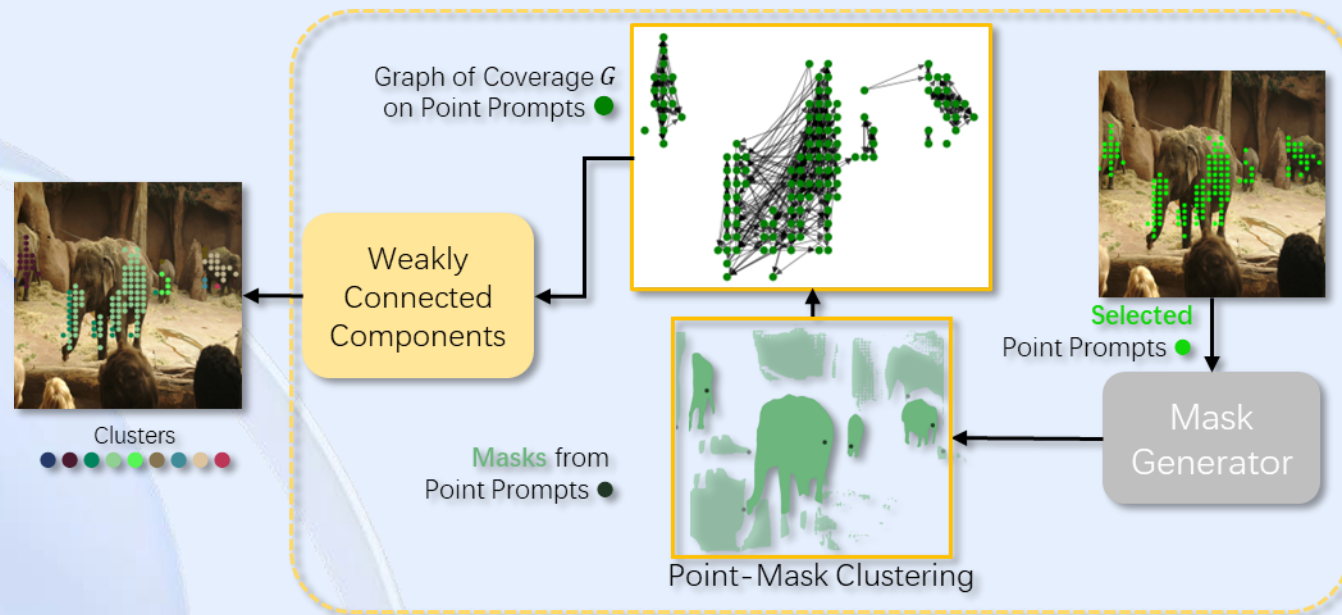 Graph of Coverage G
on Point Prompts
Weakly
Connected
Components
Selected
Point Prompts
Mask
Generator
Clusters
Masks from
Point Prompts
Point-Mask Clustering